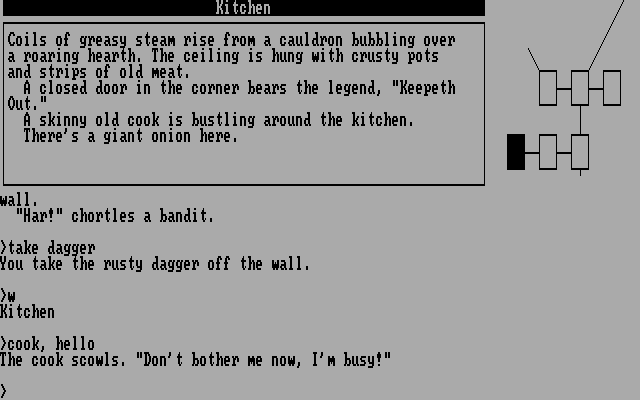 Kitchen
Coils of greasy steam rise from a cauldron bubbling over
a roaring hearth. The ceiling is hung with crusty pots
and strips of old meat.
A closed door in the corner bears the legend, "Keepeth
Out."
A skinny old cook is bustling around the kitchen.
There's a giant onion here.
wall.
"Har!" chortles a bandit.
>take dagger
You take the rusty dagger off the wall.
>w
Kitchen
>cook, hello
The cook scowls. "Don't bother me now, I'm busy!"
>